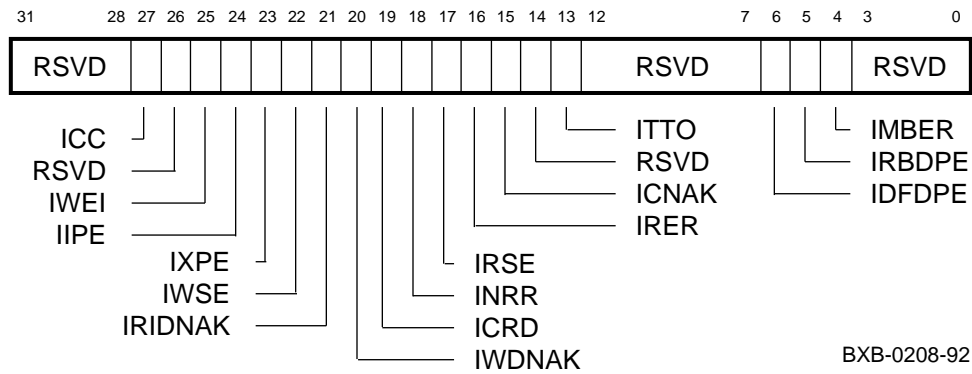 31 28 27 26 25 24 23 22 21 20 19 18 17 16 15 14 13 12 7 6 5 4 3 0
RSVD RSVD RSVD
ICC ITTO IMBER
RSVD RSVD IRBDPE
IWEI ICNAK IDFDPE
IIPE IRER
IXPE IRSE
IWSE INRR
IRIDNAK ICRD
IWDNAK BXB-0208-92